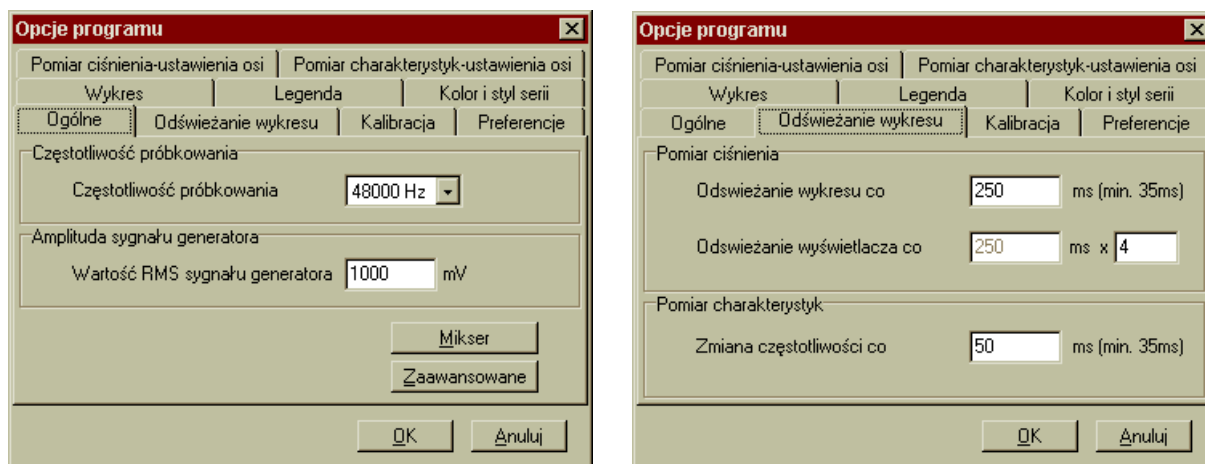 Opcje programu
Pomiar ciśnienia-ustawienia osi Pomiar charakterystyk-ustawienia osi
Wykres Legenda Kolor i styl serii
Ogólne Odświeżanie wykresu Kalibracja Preferencje
Częstotliwość próbkowania
Częstotliwość próbkowania 48000 Hz
Amplituda sygnału generatora
Wartość RMS sygnału generatora 1000 mV
Mikser
Zaawansowane
OK Anuluj
Opcje programu
Pomiar ciśnienia-ustawienia osi Pomiar charakterystyk-ustawienia osi
Wykres Legenda Kolor i styl serii
Ogólne Odświeżanie wykresu Kalibracja Preferencje
Pomiar ciśnienia
Odswieżanie wykresu co 250 ms (min. 35ms)
Odswieżanie wyświetlacza co 250 ms x 4
Pomiar charakterystyk
Zmiana częstotliwości co 50 ms (min. 35ms)
OK Anuluj